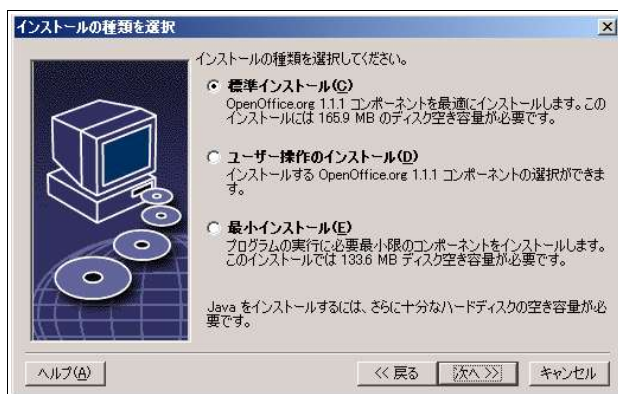 インストールの種類を選択
インストールの種類を選択してください。
標準インストール(C)
OpenOffice.org 1.1.1 コンポーネントを最適にインストールします。この
インストールには 165.9 MB のディスク空き容量が必要です。
ユーザー操作のインストール(D)
インストールする OpenOffice.org 1.1.1 コンポーネントの選択ができま
す。
最小インストール(E)
プログラムの実行に必要最小限のコンポーネントをインストールします。
このインストールでは 133.6 MB ディスク空き容量が必要です。
Java をインストールするには、さらに十分なハードディスクの空き容量が必
要です。
ヘルプ(A)
<< 戻る
次へ >>
キャンセル